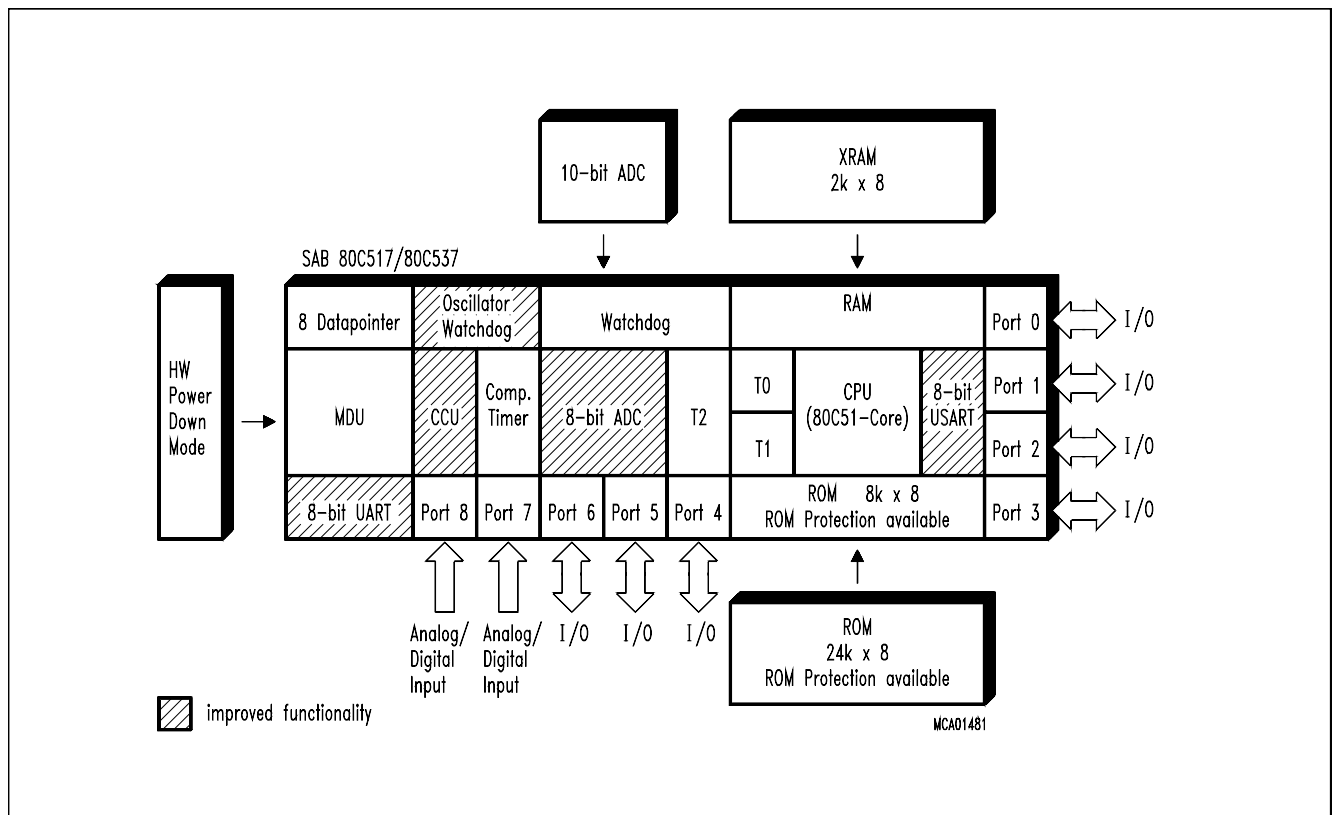 10-bit ADC
XRAM
2k x 8
SAB 80C517/80C537
HW
Power
Down
Mode
8 Datapointer
Oscillator
Watchdog
Watchdog
RAM
Port 0
I/O
MDU
CCU
Comp.
Timer
8-bit ADC
T2
T0
T1
CPU
(80C51-Core)
8-bit
USART
Port 1
I/O
Port 2
I/O
8-bit UART
Port 8
Port 7
Port 6
Port 5
Port 4
ROM 8k x 8
ROM Protection available
Port 3
I/O
Analog/
Digital
Input
Analog/
Digital
Input
I/O
I/O
I/O
ROM
24k x 8
ROM Protection available
improved functionality
MCA01481